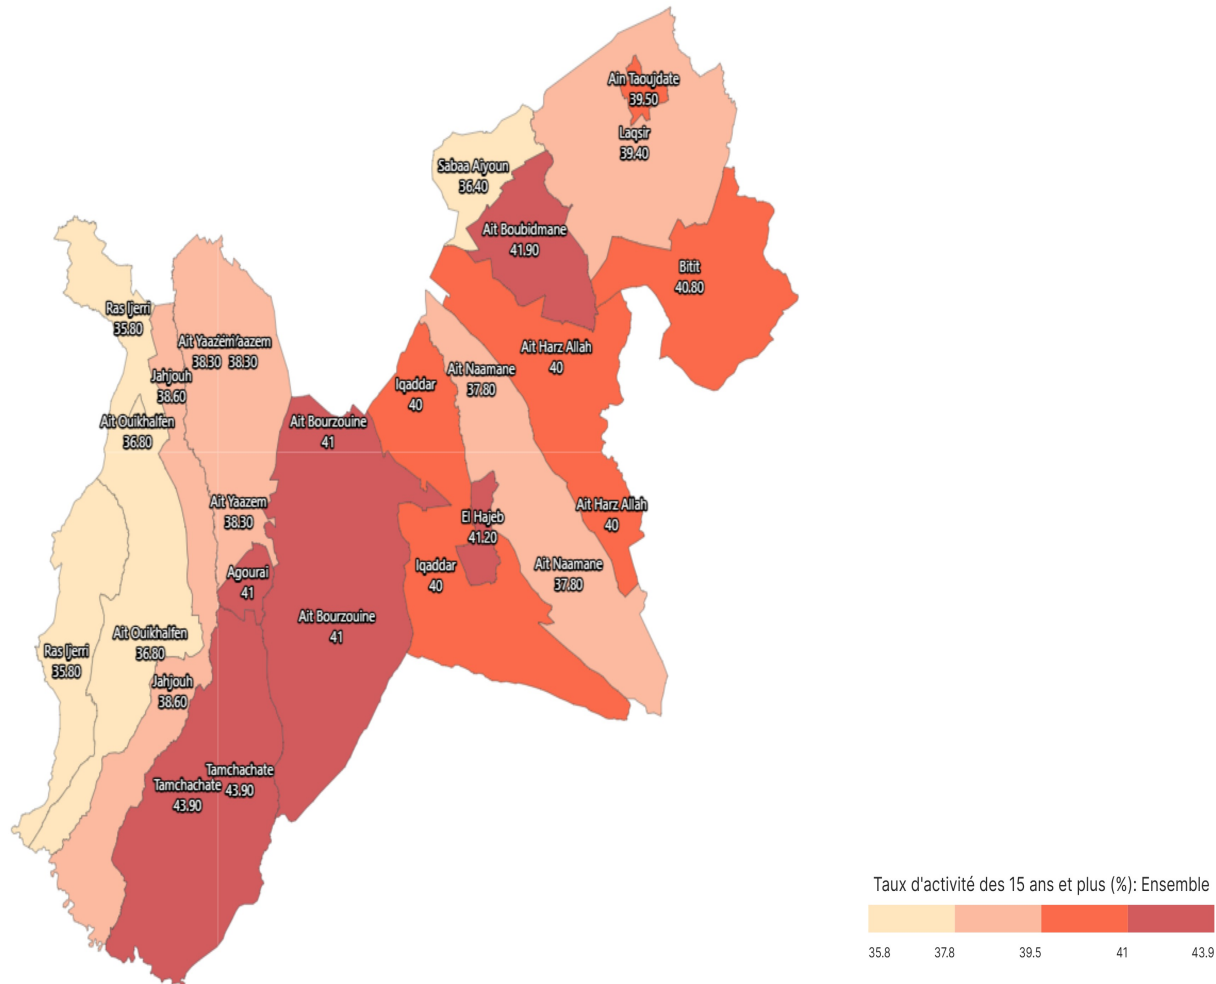 Ain Taoujdate
39.50
Laqsir
39.40
Sabaa Aiyoun
36.40
Ait Boubidmane
41.90
Bitit
40.80
Ras Ijerri
35.80
Ait Yaazem
38.30
38.30
Ait Harz Allah
40
Ait Naamane
37.80
Jahjouh
38.60
Iqaddar
40
Ait Ouikhalfen
36.80
Ait Bourzouine
41
Ait Yaazem
38.30
Ait Harz Allah
40
El Hajeb
41.20
Agourai
41
Iqaddar
40
Ait Naamane
37.80
Ait Bourzouine
41
Ait Ouikhalfen
36.80
Ras Ijerri
35.80
Jahjouh
38.60
Tamchachate
43.90
Tamchachate
43.90
Taux d'activité des 15 ans et plus (%): Ensemble
35.8 37.8 39.5 41 43.9